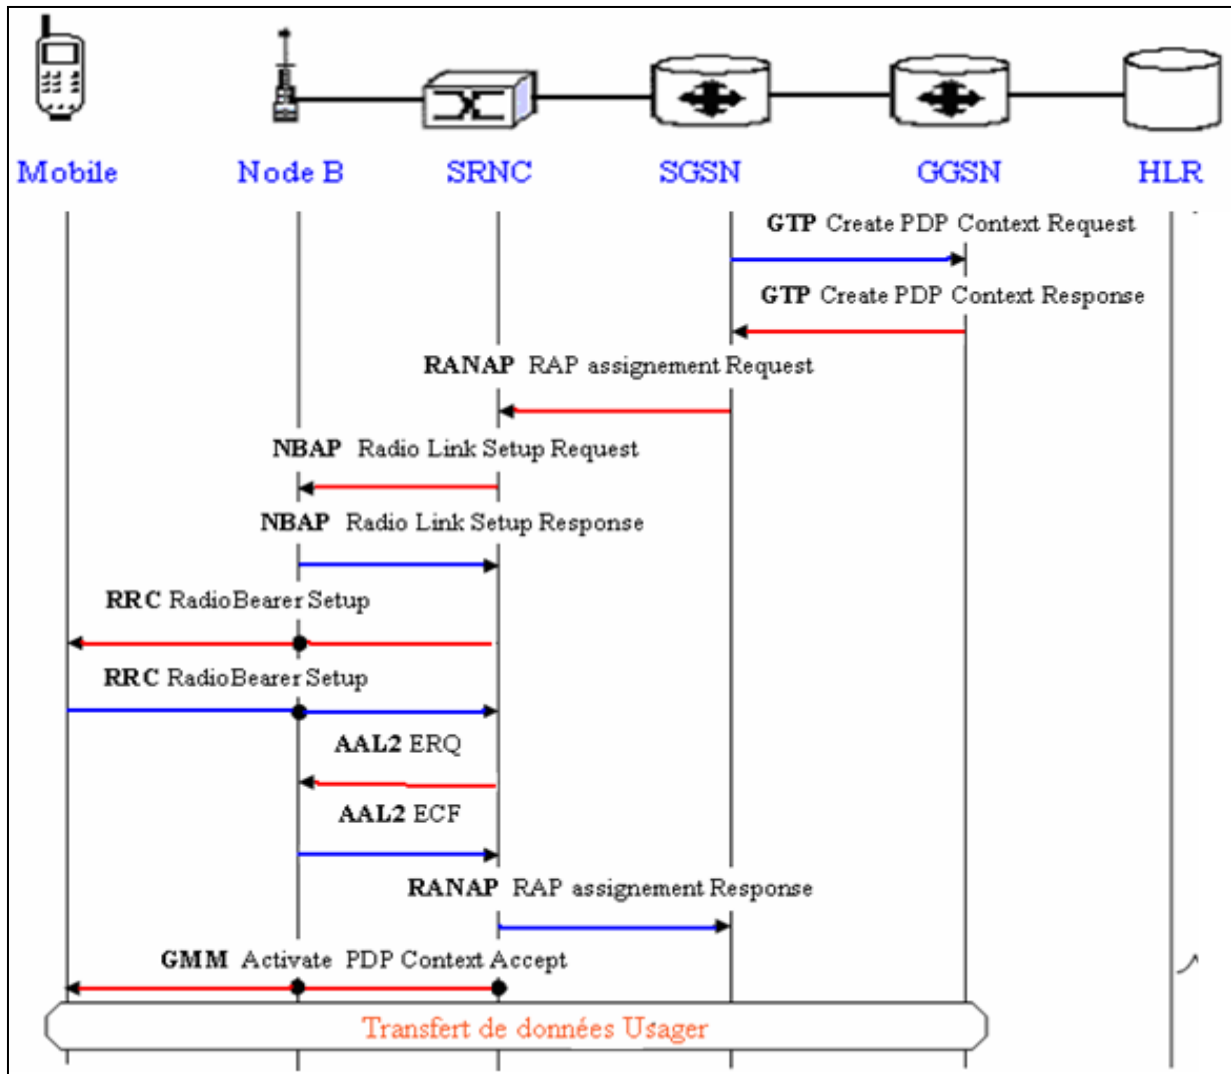 Mobile Node B SRNC SGSN GGSN HLR
GTP Create PDP Context Request
GTP Create PDP Context Response
RANAP RAP assignement Request
NBAP Radio Link Setup Request
NBAP Radio Link Setup Response
RRC RadioBearer Setup
RRC RadioBearer Setup
AAL2 ERQ
AAL2 ECF
RANAP RAP assignement Response
GMM Activate PDP Context Accept
Transfert de données Usager